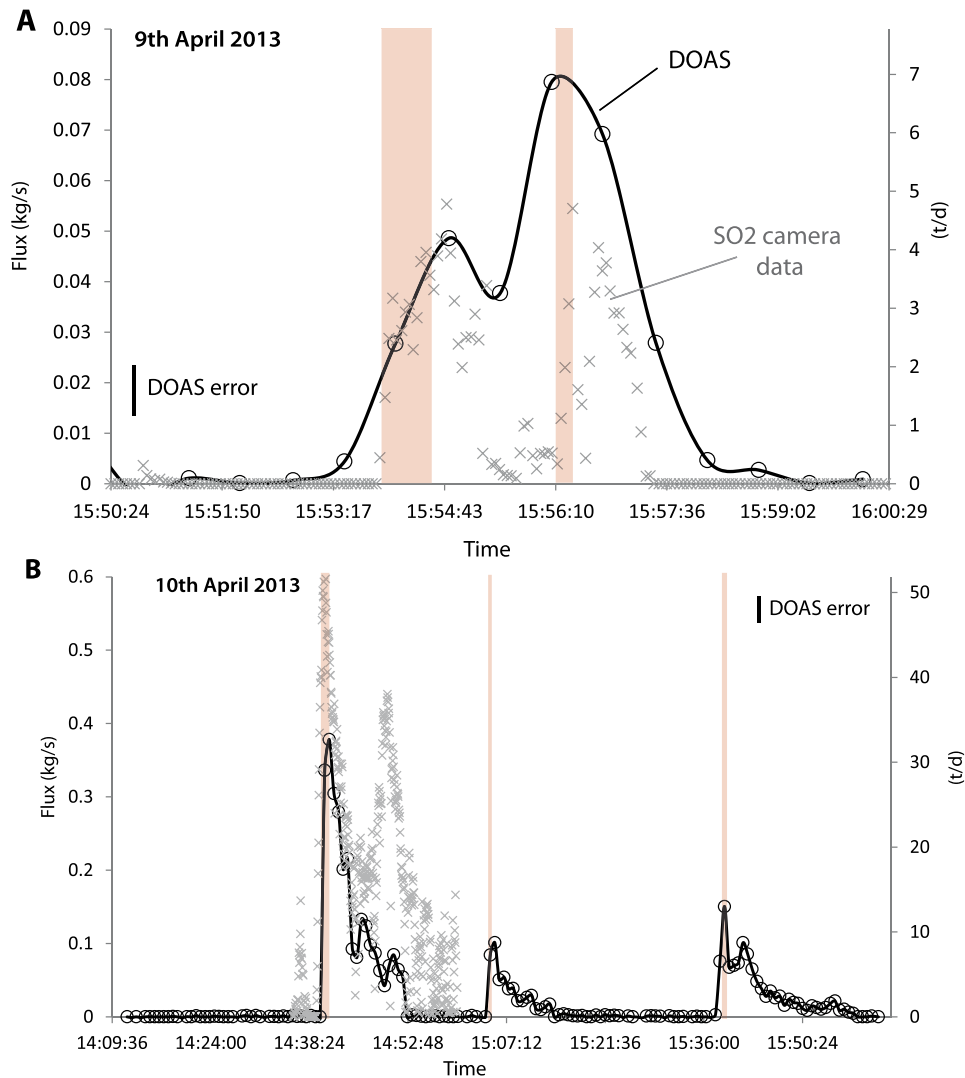 A
9th April 2013
0.09
0.08
0.07
0.06
0.05
0.04
0.03
0.02
0.01
0
Flux (kg/s)
DOAS
SO2 camera
data
DOAS error
7
6
5
4
3
2
1
0
(t/d)
15:50:24 15:51:50 15:53:17 15:54:43 15:56:10 15:57:36 15:59:02 16:00:29
Time
B
10th April 2013
0.6
0.5
0.4
0.3
0.2
0.1
0
Flux (kg/s)
DOAS error
50
40
30
20
10
0
(t/d)
14:09:36 14:24:00 14:38:24 14:52:48 15:07:12 15:21:36 15:36:00 15:50:24
Time